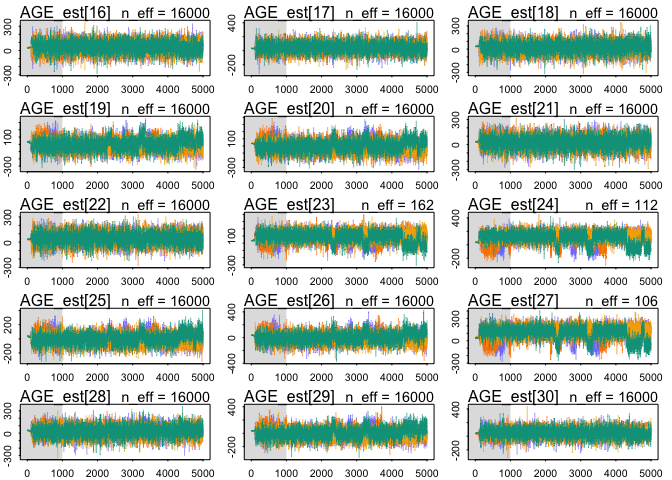 AGE_est[16] n_eff = 16000
AGE_est[17] n_eff = 16000
AGE_est[18] n_eff = 16000
300
0
-300
400
-200
300
0
-300
0 1000 2000 3000 4000 5000
0 1000 2000 3000 4000 5000
0 1000 2000 3000 4000 5000
AGE_est[19] n_eff = 16000
AGE_est[20] n_eff = 16000
AGE_est[21] n_eff = 16000
100
-300
100
-300
300
0
-300
0 1000 2000 3000 4000 5000
0 1000 2000 3000 4000 5000
0 1000 2000 3000 4000 5000
AGE_est[22] n_eff = 16000
AGE_est[23] n_eff = 162
AGE_est[24] n_eff = 112
300
0
-300
100
-300
400
-200
0 1000 2000 3000 4000 5000
0 1000 2000 3000 4000 5000
0 1000 2000 3000 4000 5000
AGE_est[25] n_eff = 16000
AGE_est[26] n_eff = 16000
AGE_est[27] n_eff = 106
200
-200
400
0
-400
300
0
-300
0 1000 2000 3000 4000 5000
0 1000 2000 3000 4000 5000
0 1000 2000 3000 4000 5000
AGE_est[28] n_eff = 16000
AGE_est[29] n_eff = 16000
AGE_est[30] n_eff = 16000
300
0
-300
400
-200
400
-200
0 1000 2000 3000 4000 5000
0 1000 2000 3000 4000 5000
0 1000 2000 3000 4000 5000